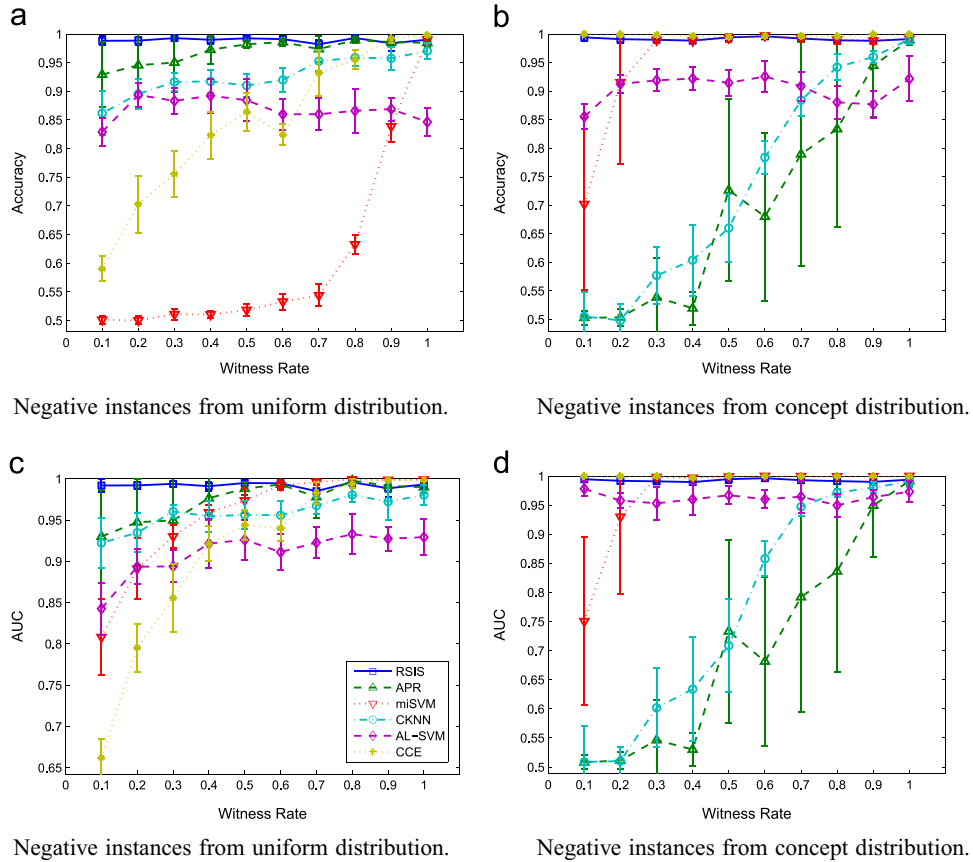 a
1
0.95
0.9
0.85
0.8
0.75
0.7
0.65
0.6
0.55
0.5
Accuracy
0 0.1 0.2 0.3 0.4 0.5 0.6 0.7 0.8 0.9 1
Witness Rate
Negative instances from uniform distribution.
b
1
0.95
0.9
0.85
0.8
0.75
0.7
0.65
0.6
0.55
0.5
Accuracy
0 0.1 0.2 0.3 0.4 0.5 0.6 0.7 0.8 0.9 1
Witness Rate
Negative instances from concept distribution.
c
1
0.95
0.9
0.85
0.8
0.75
0.7
0.65
AUC
RSIS
APR
miSVM
CKNN
AL-SVM
CCE
0 0.1 0.2 0.3 0.4 0.5 0.6 0.7 0.8 0.9 1
Witness Rate
Negative instances from uniform distribution.
d
1
0.95
0.9
0.85
0.8
0.75
0.7
0.65
0.6
0.55
0.5
AUC
0 0.1 0.2 0.3 0.4 0.5 0.6 0.7 0.8 0.9 1
Witness Rate
Negative instances from concept distribution.